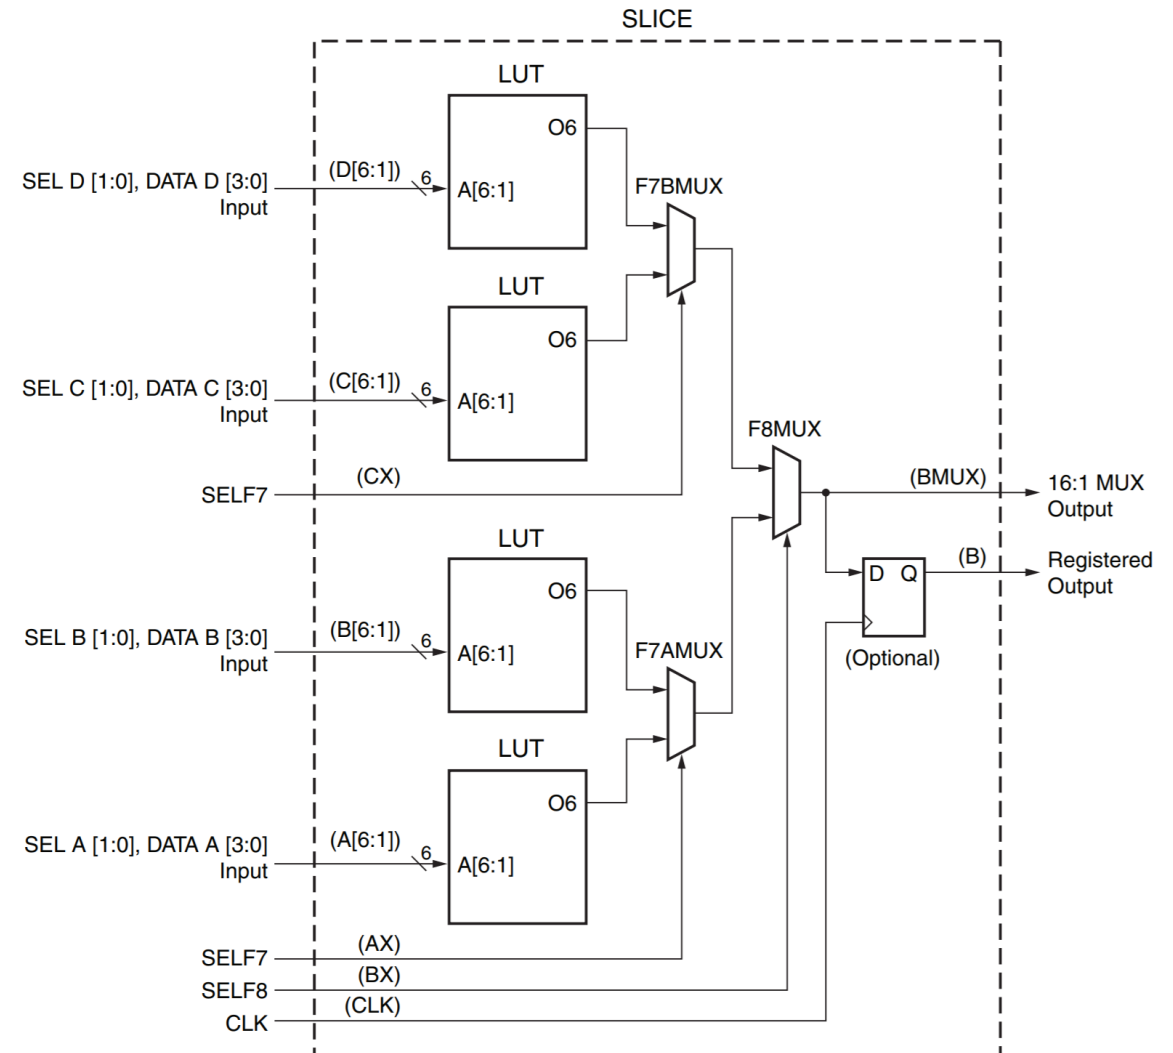 SLICE
LUT
O6
(D[6:1])
6
A[6:1]
SEL D [1:0], DATA D [3:0]
Input
F7BMUX
LUT
O6
(C[6:1])
6
A[6:1]
SEL C [1:0], DATA C [3:0]
Input
F8MUX
(CX)
SELF7
(BMUX)
16:1 MUX
Output
LUT
O6
(B)
D Q
Registered
Output
(Optional)
(B[6:1])
6
A[6:1]
SEL B [1:0], DATA B [3:0]
Input
F7AMUX
LUT
O6
(A[6:1])
6
A[6:1]
SEL A [1:0], DATA A [3:0]
Input
(AX)
SELF7
(BX)
SELF8
(CLK)
CLK